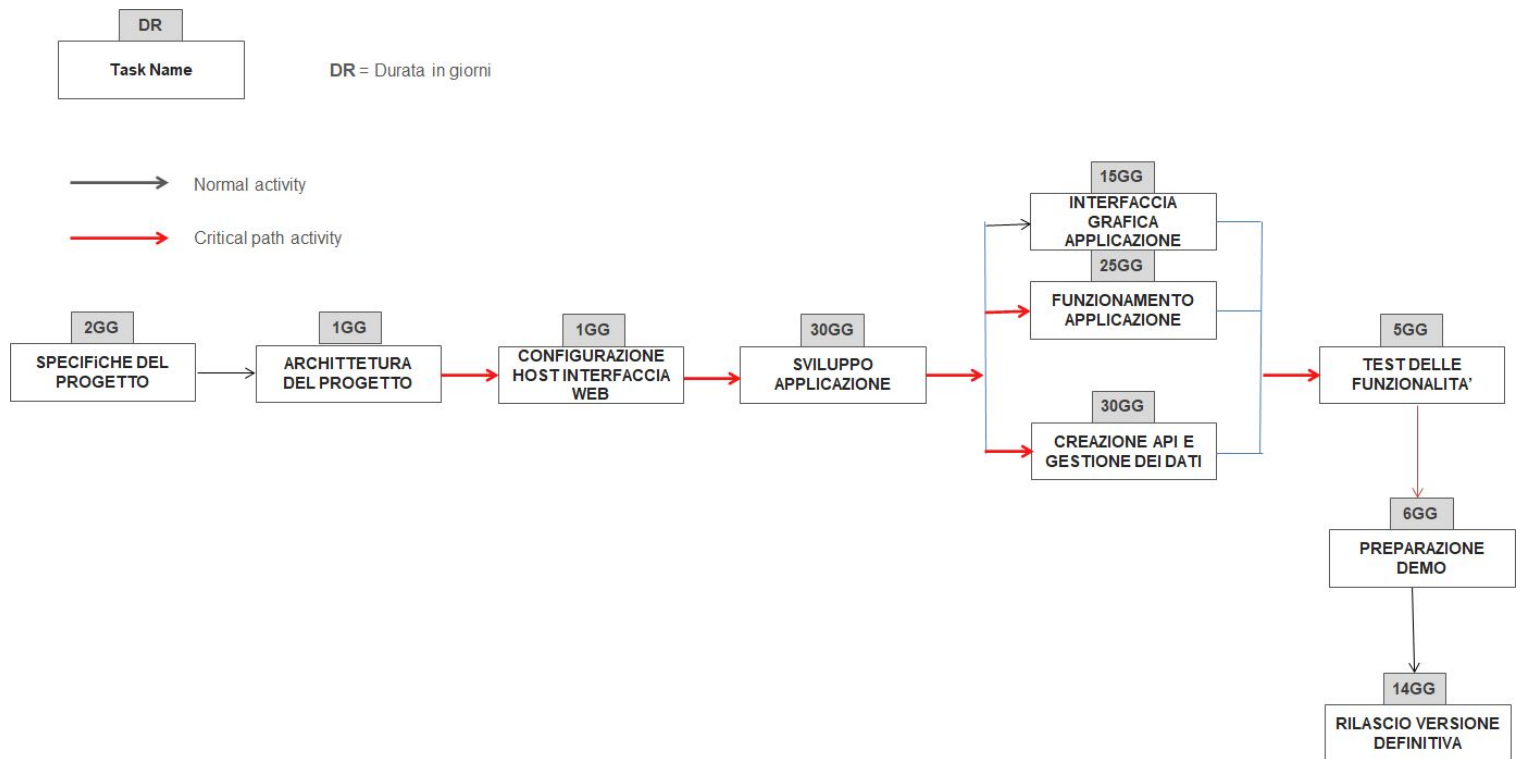 DR
Task Name
DR = Durata in giorni
Normal activity
Critical path activity
2GG
SPECIFiCHE DEL
PROGETTO
1GG
ARCHITTETURA
DEL PROGETTO
1GG
CONFIGURAZIONE
HOST INTERFACCIA
WEB
30GG
SVILUPPO
APPLICAZIONE
15GG
INTERFACCIA
GRAFICA
APPLICAZIONE
25GG
FUNZIONAMENTO
APPLICAZIONE
30GG
CREAZIONE API E
GESTIONE DEI DATI
5GG
TEST DELLE
FUNZIONALITA’
6GG
PREPARAZIONE
DEMO
14GG
RILASCIO VERSIONE
DEFINITIVA